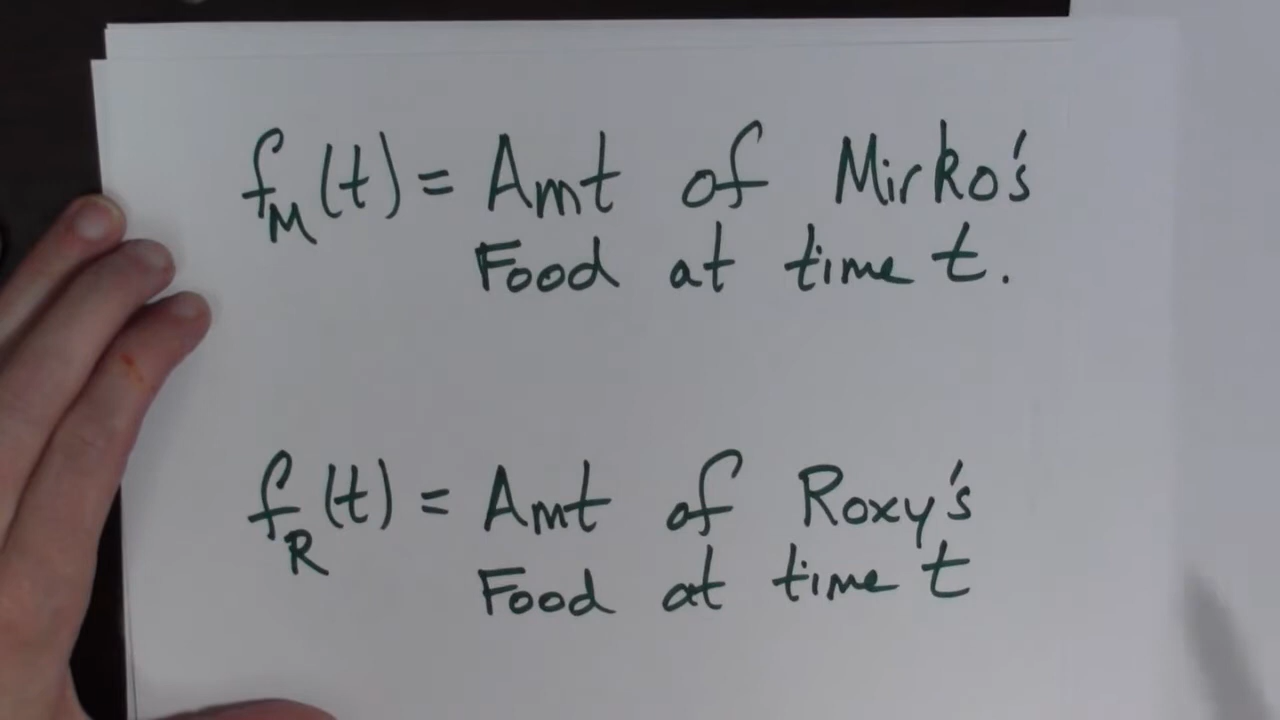 f_M(t) = Amt of Mirko's
Food at time t.
f_R(t) = Amt of Roxy's
Food at time t